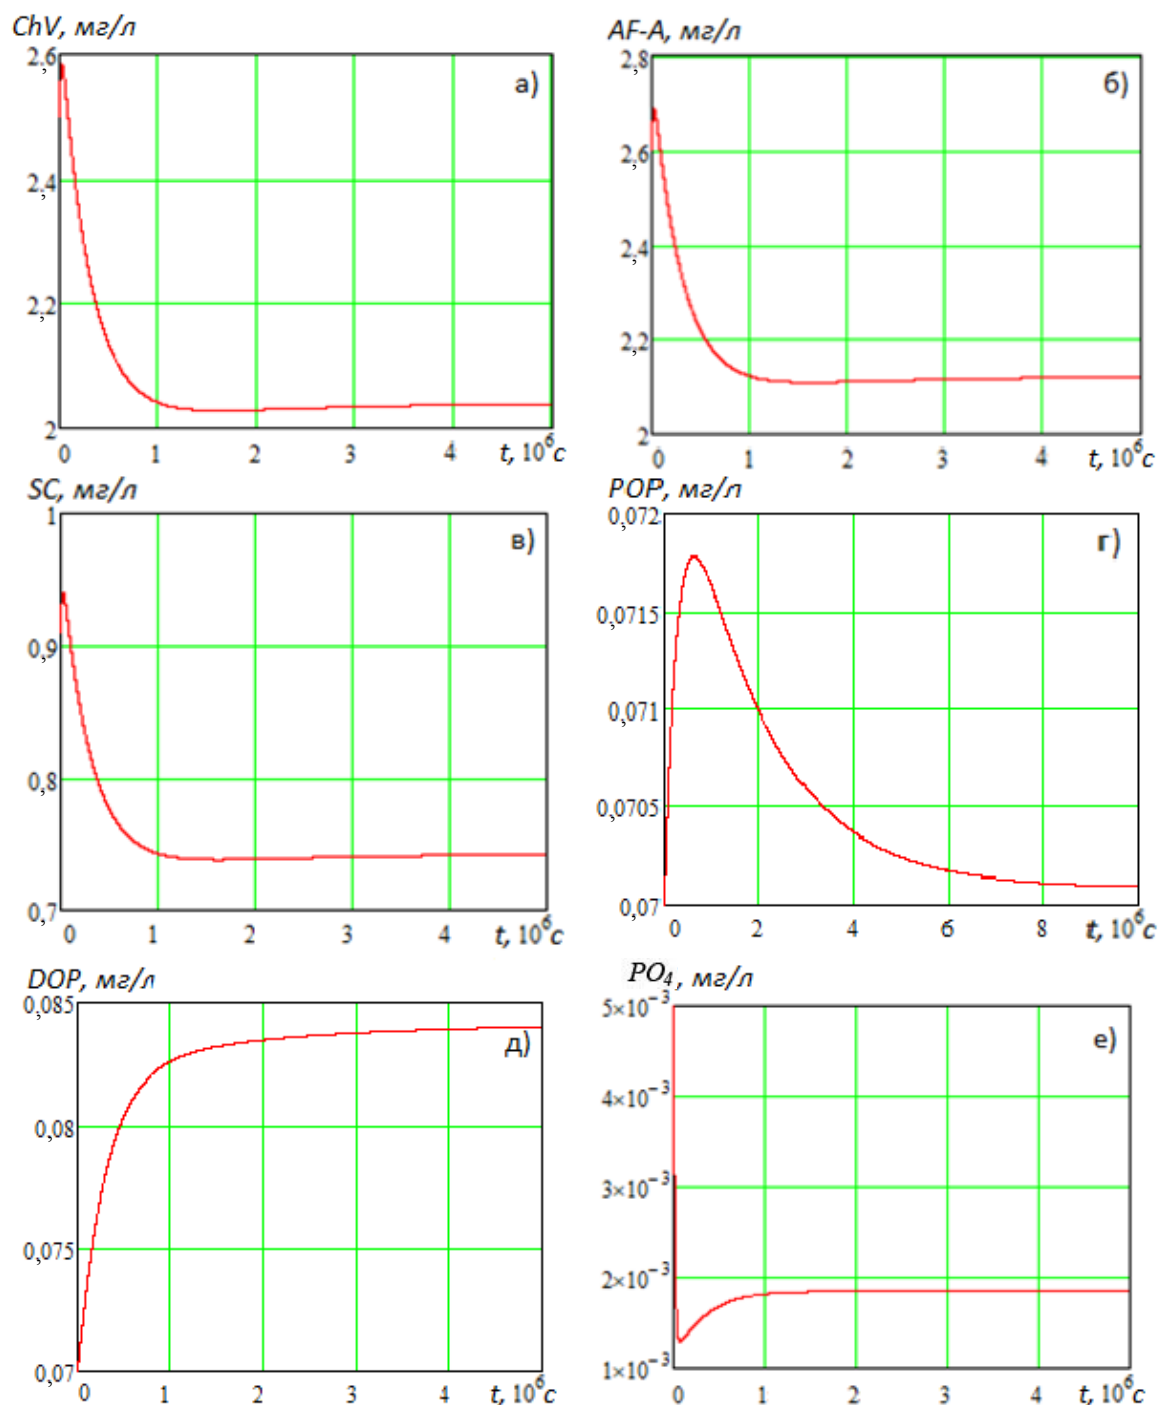 ChV, мг/л
2,6
2,4
2,2
2
0 1 2 3 4 t, 10⁶c
а)
AF-A, мг/л
2,8
2,6
2,4
2,2
2
0 1 2 3 4 t, 10⁶c
б)
SC, мг/л
1
0,9
0,8
0,7
0 1 2 3 4 t, 10⁶c
в)
POP, мг/л
0,072
0,0715
0,071
0,0705
0,07
0 2 4 6 8 t, 10⁶c
г)
DOP, мг/л
0,085
0,08
0,075
0,07
0 1 2 3 4 t, 10⁶c
д)
PO₄, мг/л
5×10⁻³
4×10⁻³
3×10⁻³
2×10⁻³
1×10⁻³
0 1 2 3 4 t, 10⁶c
е)